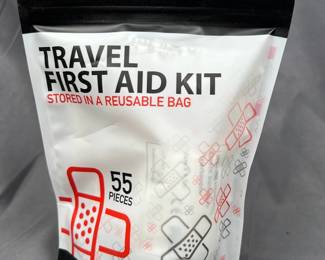 TRAVEL
FIRST AID KIT
STORED IN A REUSABLE BAG
55
PIECES